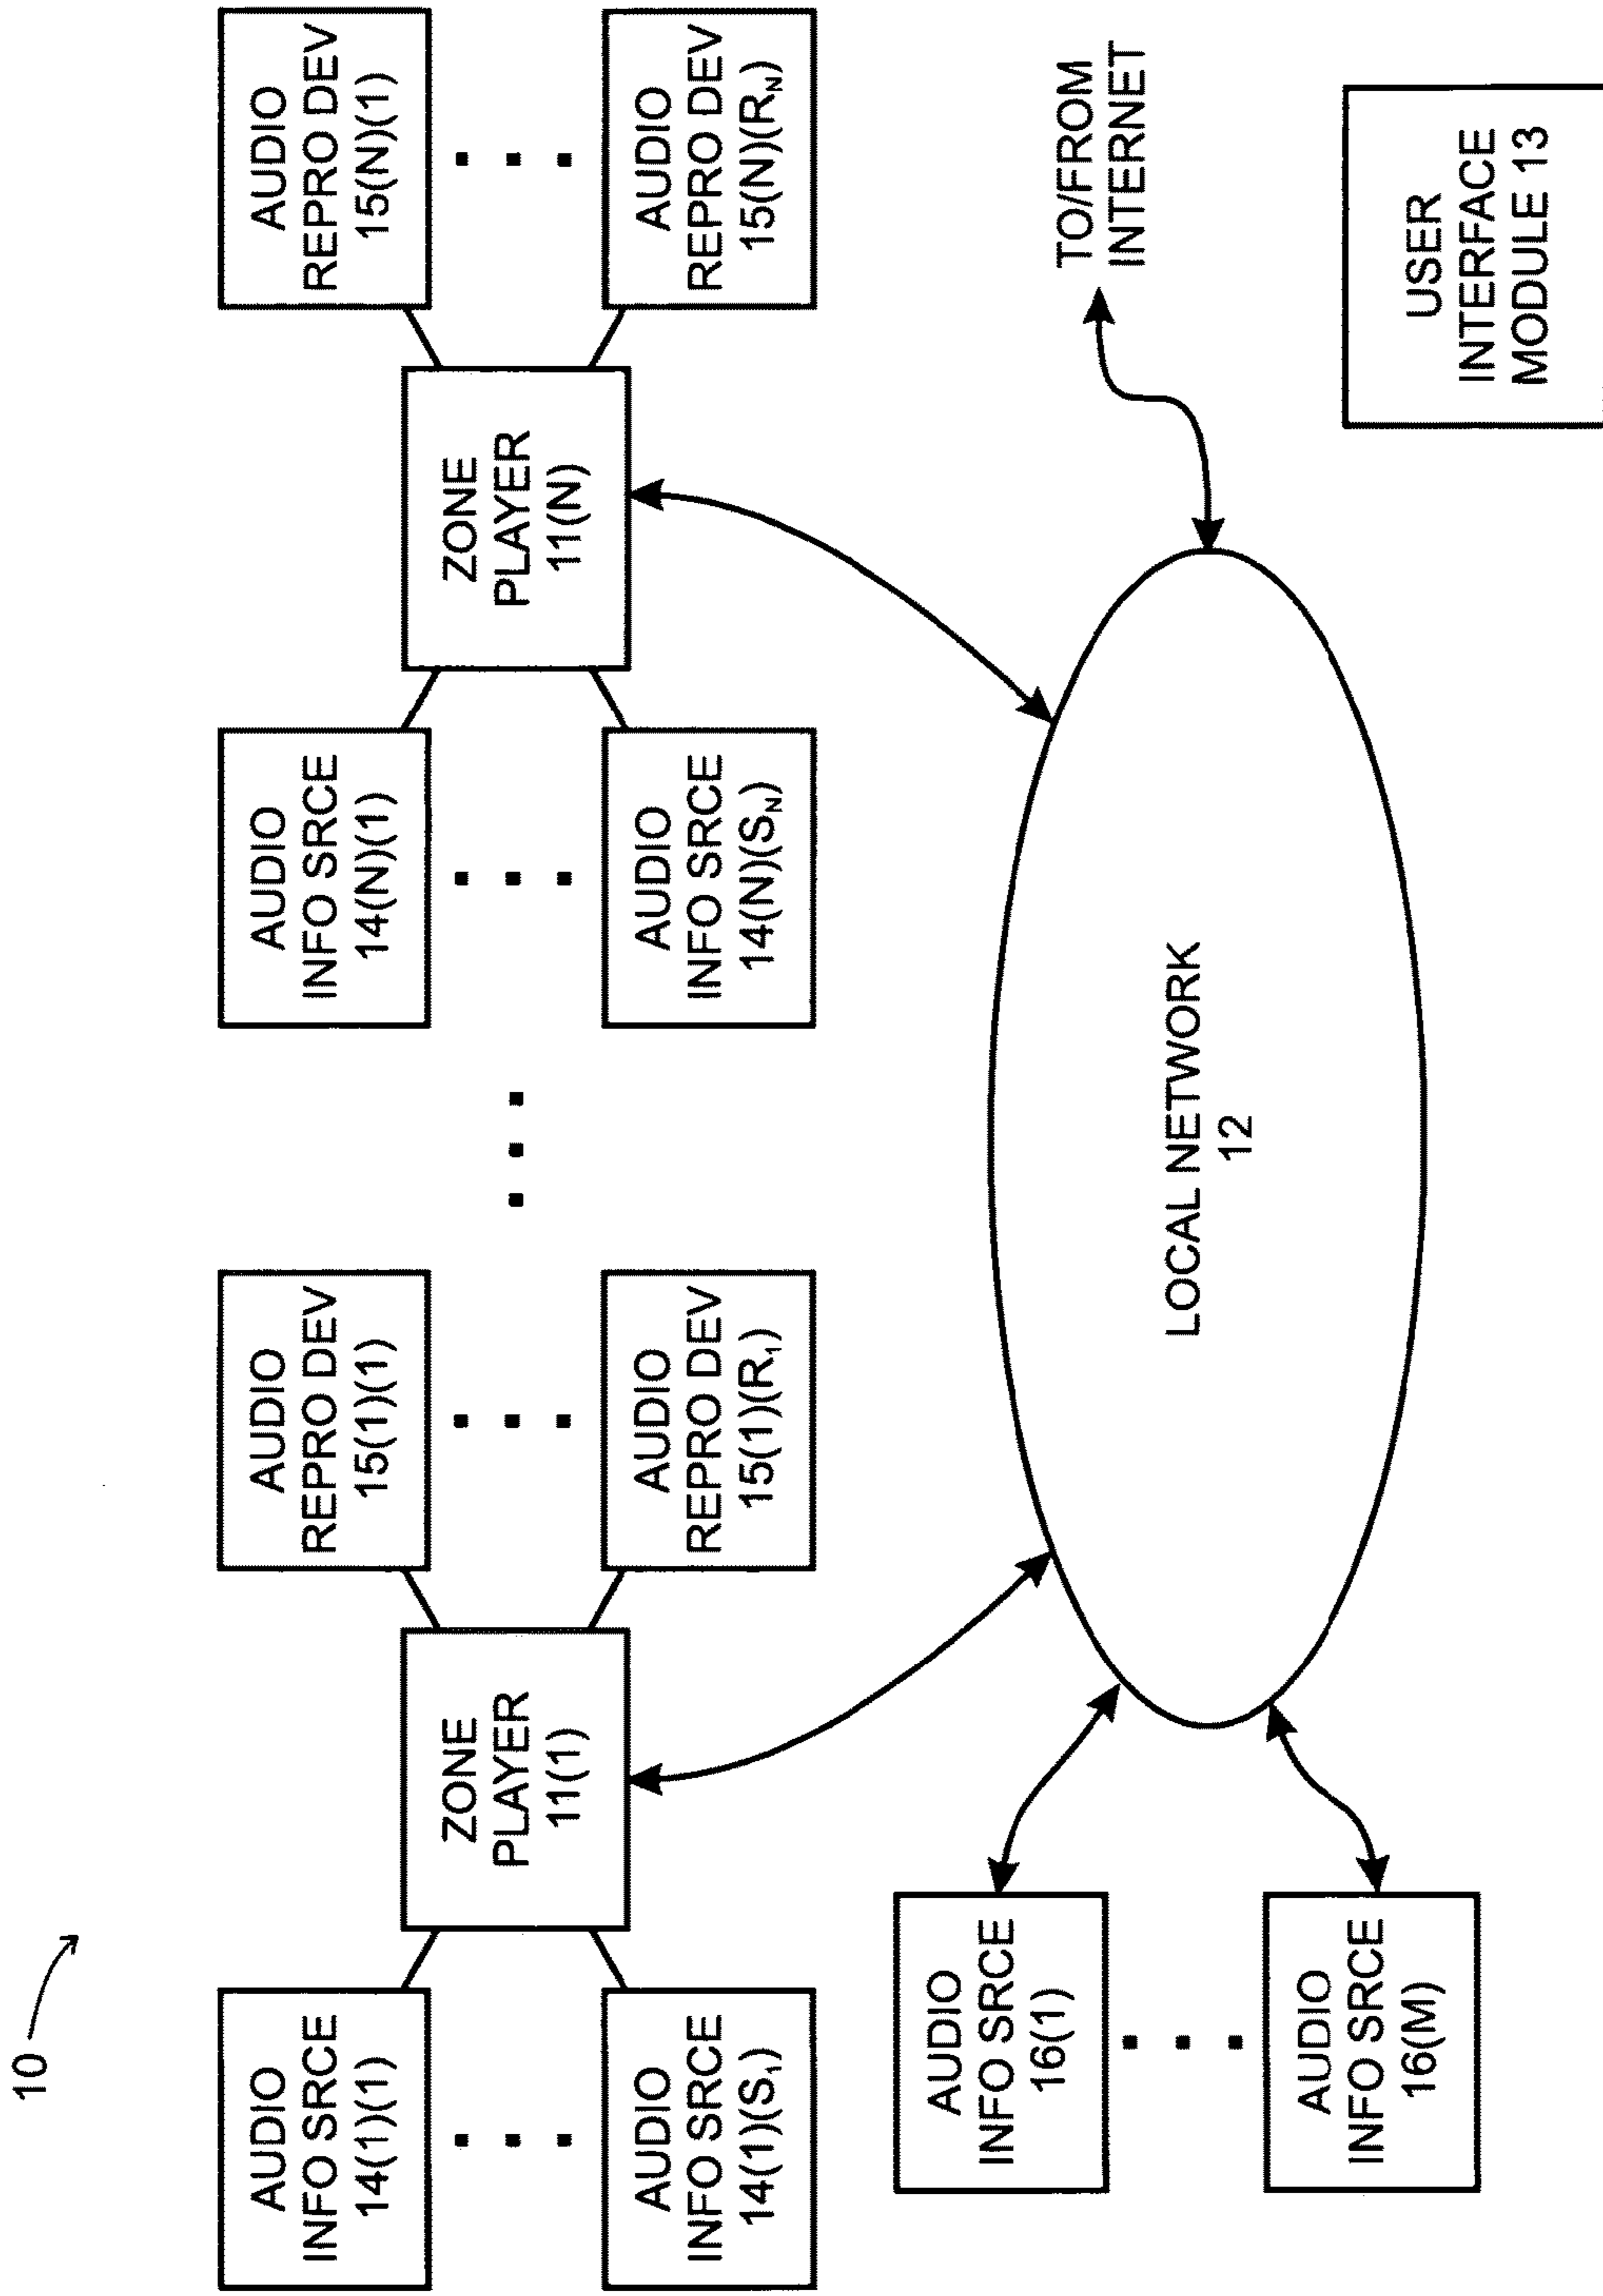 10
AUDIO
INFO SRCE
14(1)(1)
AUDIO
INFO SRCE
14(1)(S₁)
ZONE
PLAYER
11(1)
AUDIO
REPRO DEV
15(1)(1)
AUDIO
REPRO DEV
15(1)(R₁)
AUDIO
INFO SRCE
14(N)(1)
AUDIO
INFO SRCE
14(N)(S_N)
ZONE
PLAYER
11(N)
AUDIO
REPRO DEV
15(N)(1)
AUDIO
REPRO DEV
15(N)(R_N)
AUDIO
INFO SRCE
16(1)
AUDIO
INFO SRCE
16(M)
LOCAL NETWORK
12
TO/FROM
INTERNET
USER
INTERFACE
MODULE 13